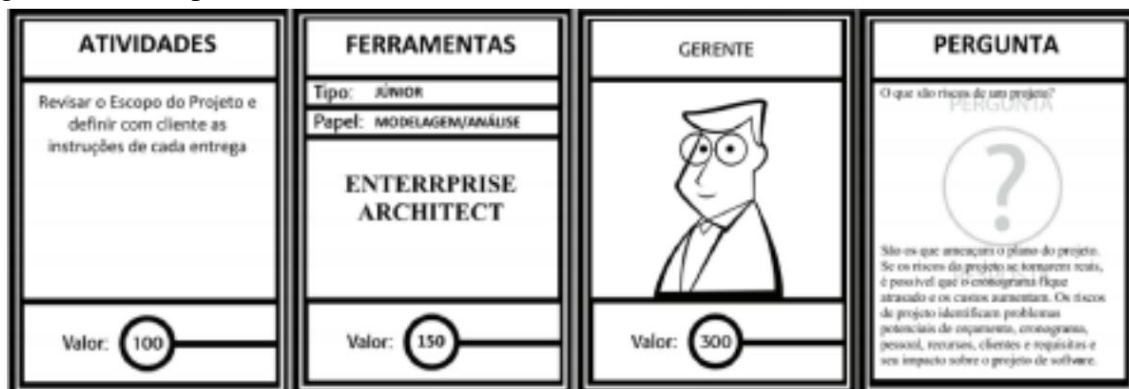 ATIVIDADES
Revisar o Escopo do Projeto e
definir com cliente as
instruções de cada entrega
Valor: 100
FERRAMENTAS
Tipo: JÚNIOR
Papel: MODELAGEM/ANÁLISE
ENTERRPRISE
ARCHITECT
Valor: 150
GERENTE
Valor: 300
PERGUNTA
O que são riscos de um projeto?
PERGUNTA
?
São os que ameaçam o plano do projeto.
Se os riscos do projeto se tornarem reais,
é possível que o cronograma fique
atrasado e os custos aumentam. Os riscos
de projeto identificam problemas
potenciais de orçamento, cronograma,
pessoal, recursos, clientes e requisitos e
seu impacto sobre o projeto de software.